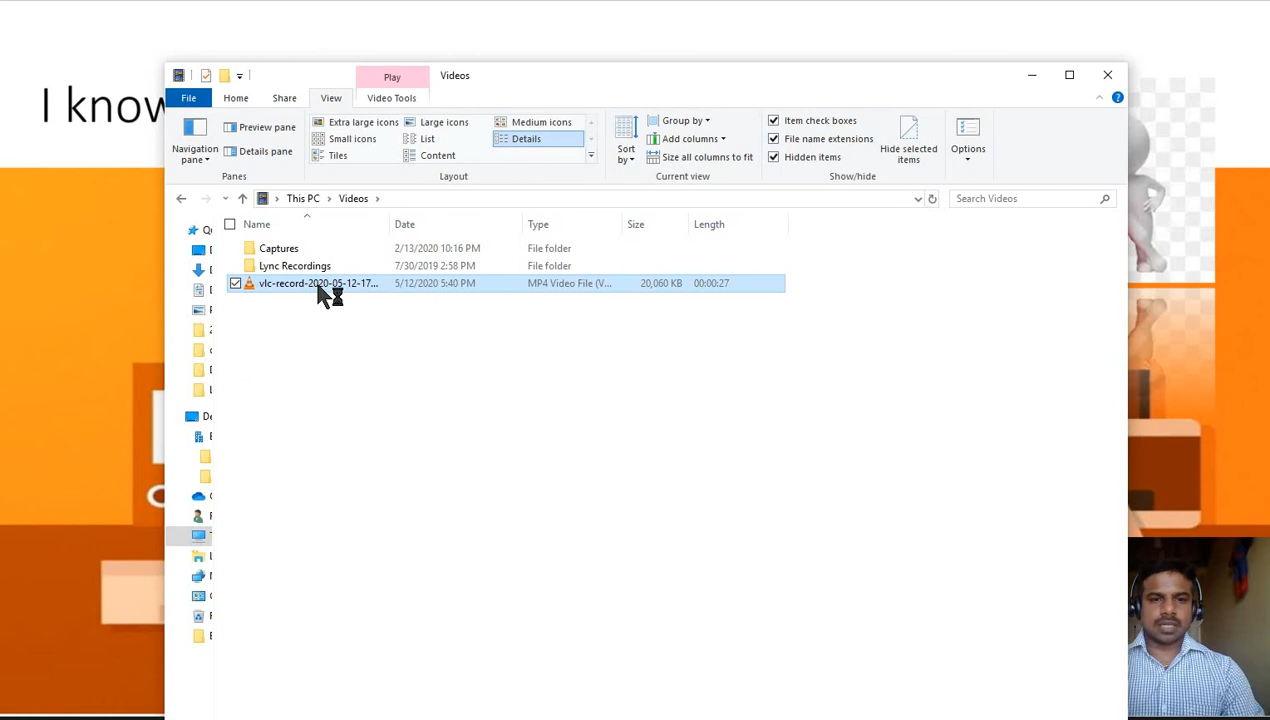 I know
Play
Videos
File
Home
Share
View
Video Tools
Navigation pane
Preview pane
Details pane
Panes
Extra large icons
Large icons
Medium icons
Small icons
List
Details
Tiles
Content
Layout
Sort by
Group by
Add columns
Size all columns to fit
Current view
Item check boxes
File name extensions
Hidden items
Hide selected items
Show/hide
Options
This PC
Videos
Search Videos
Name
Date
Type
Size
Length
Captures
2/13/2020 10:16 PM
File folder
Lync Recordings
7/30/2019 2:58 PM
File folder
vlc-record-2020-05-12-17...
5/12/2020 5:40 PM
MP4 Video File (V...
20,060 KB
00:00:27